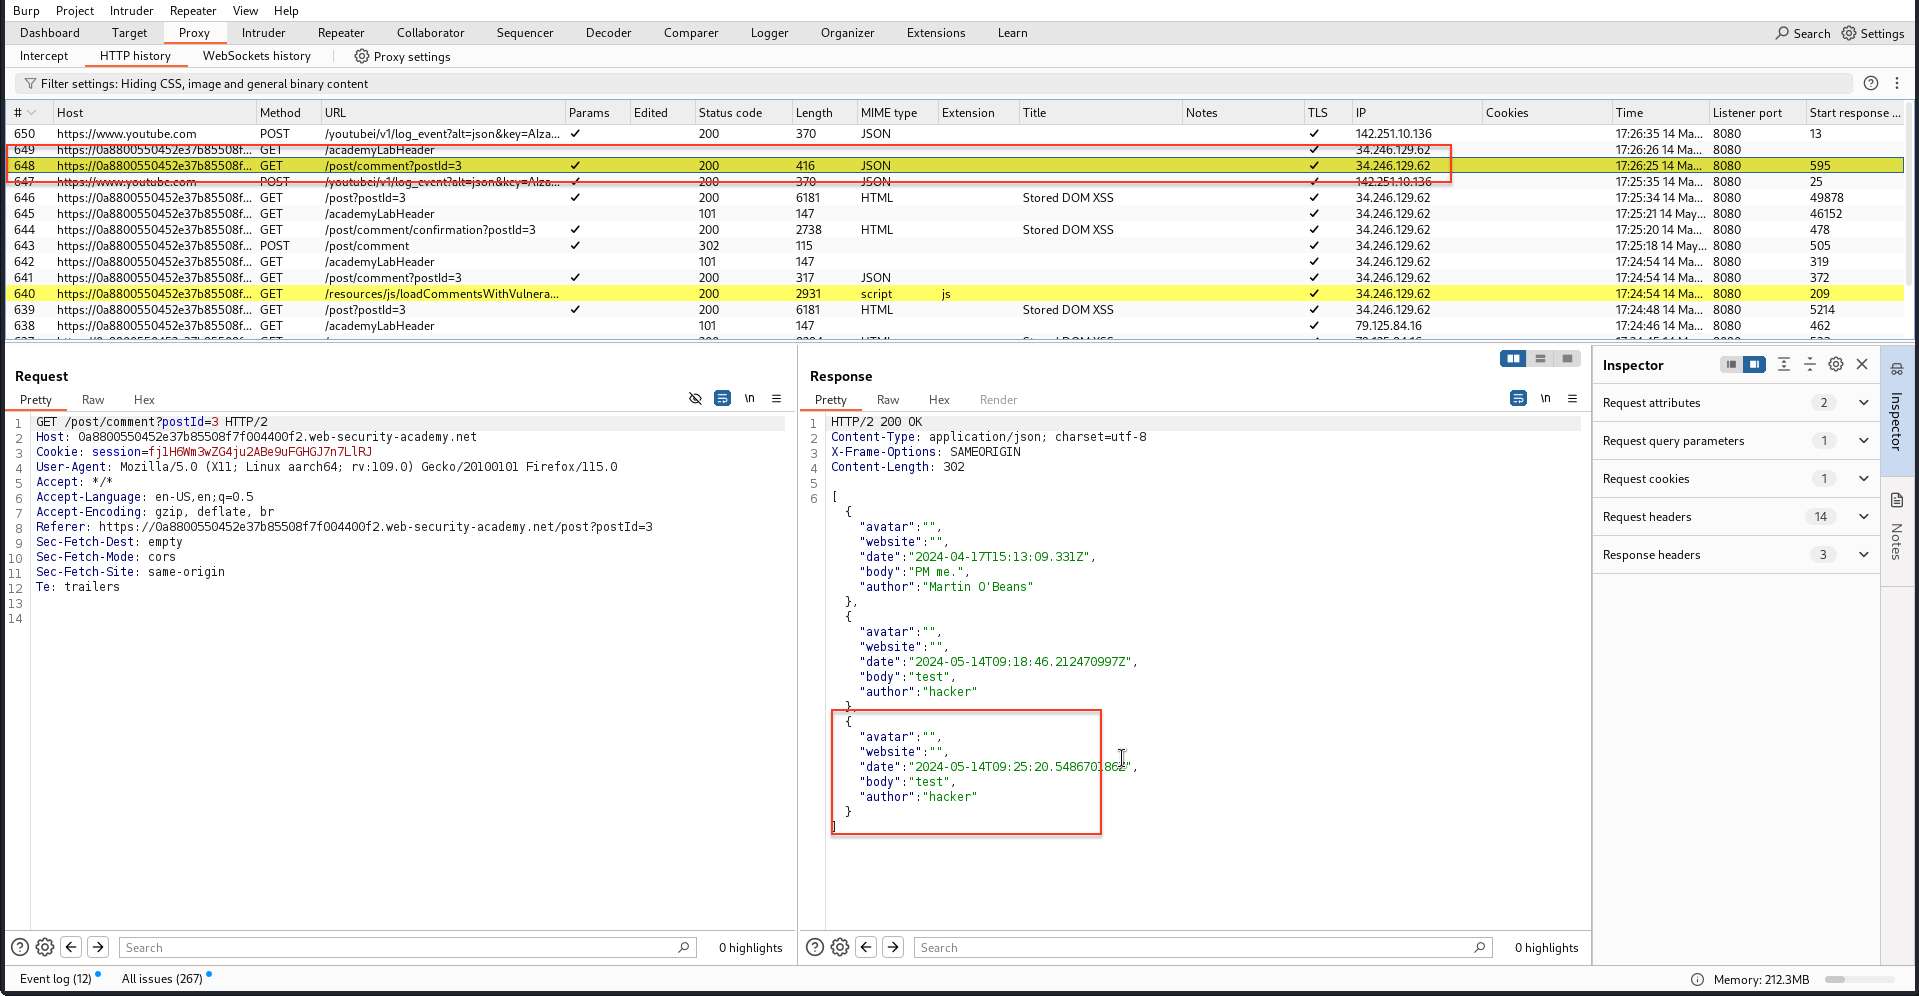 Burp Project Intruder Repeater View Help
Dashboard Target Proxy Intruder Repeater Collaborator Sequencer Decoder Comparer Logger Organizer Extensions Learn Search Settings
Intercept HTTP history WebSockets history Proxy settings
Filter settings: Hiding CSS, image and general binary content
# Host Method URL Params Edited Status code Length MIME type Extension Title Notes TLS IP Cookies Time Listener port Start response ...
650 https://www.youtube.com POST /youtubei/v1/log_event?alt=json&key=AIza... ✓ 200 370 JSON ✓ 142.251.10.136 17:26:35 14 Ma... 8080 13
649 https://0a8800550452e37b85508f... GET /academyLabHeader ✓ 34.246.129.62 17:26:26 14 Ma... 8080
648 https://0a8800550452e37b85508f... GET /post/comment?postId=3 ✓ 200 416 JSON ✓ 34.246.129.62 17:26:25 14 Ma... 8080 595
647 https://www.youtube.com POST /youtubei/v1/log_event?alt=json&key=AIza... ✓ 200 370 JSON ✓ 142.251.10.136 17:25:35 14 Ma... 8080 25
646 https://0a8800550452e37b85508f... GET /post?postId=3 ✓ 200 6181 HTML Stored DOM XSS ✓ 34.246.129.62 17:25:34 14 Ma... 8080 49878
645 https://0a8800550452e37b85508f... GET /academyLabHeader 101 147 ✓ 34.246.129.62 17:25:21 14 May... 8080 46152
644 https://0a8800550452e37b85508f... GET /post/comment/confirmation?postId=3 ✓ 200 2738 HTML Stored DOM XSS ✓ 34.246.129.62 17:25:20 14 Ma... 8080 478
643 https://0a8800550452e37b85508f... POST /post/comment ✓ 302 115 ✓ 34.246.129.62 17:25:18 14 May... 8080 505
642 https://0a8800550452e37b85508f... GET /academyLabHeader 101 147 ✓ 34.246.129.62 17:24:54 14 Ma... 8080 319
641 https://0a8800550452e37b85508f... GET /post/comment?postId=3 ✓ 200 317 JSON ✓ 34.246.129.62 17:24:54 14 Ma... 8080 372
640 https://0a8800550452e37b85508f... GET /resources/js/loadCommentsWithVulnera... 200 2931 script js ✓ 34.246.129.62 17:24:54 14 Ma... 8080 209
639 https://0a8800550452e37b85508f... GET /post?postId=3 ✓ 200 6181 HTML Stored DOM XSS ✓ 34.246.129.62 17:24:48 14 Ma... 8080 5214
638 https://0a8800550452e37b85508f... GET /academyLabHeader 101 147 ✓ 79.125.84.16 17:24:46 14 Ma... 8080 462
Request
Pretty Raw Hex \n
1 GET /post/comment?postId=3 HTTP/2
2 Host: 0a8800550452e37b85508f7f004400f2.web-security-academy.net
3 Cookie: session=fjlH6Wm3wZG4ju2ABe9uFGHGJ7n7LlRJ
4 User-Agent: Mozilla/5.0 (X11; Linux aarch64; rv:109.0) Gecko/20100101 Firefox/115.0
5 Accept: */*
6 Accept-Language: en-US,en;q=0.5
7 Accept-Encoding: gzip, deflate, br
8 Referer: https://0a8800550452e37b85508f7f004400f2.web-security-academy.net/post?postId=3
9 Sec-Fetch-Dest: empty
10 Sec-Fetch-Mode: cors
11 Sec-Fetch-Site: same-origin
12 Te: trailers
13
14
Search 0 highlights
Response
Pretty Raw Hex Render \n
1 HTTP/2 200 OK
2 Content-Type: application/json; charset=utf-8
3 X-Frame-Options: SAMEORIGIN
4 Content-Length: 302
5
6 [
{
"avatar":"",
"website":"",
"date":"2024-04-17T15:13:09.331Z",
"body":"PM me.",
"author":"Martin O'Beans"
},
{
"avatar":"",
"website":"",
"date":"2024-05-14T09:18:46.212470997Z",
"body":"test",
"author":"hacker"
},
{
"avatar":"",
"website":"",
"date":"2024-05-14T09:25:20.548670186Z",
"body":"test",
"author":"hacker"
}
]
Search 0 highlights
Inspector
Request attributes 2
Request query parameters 1
Request cookies 1
Request headers 14
Response headers 3
Inspector
Notes
Event log (12) All issues (267) Memory: 212.3MB